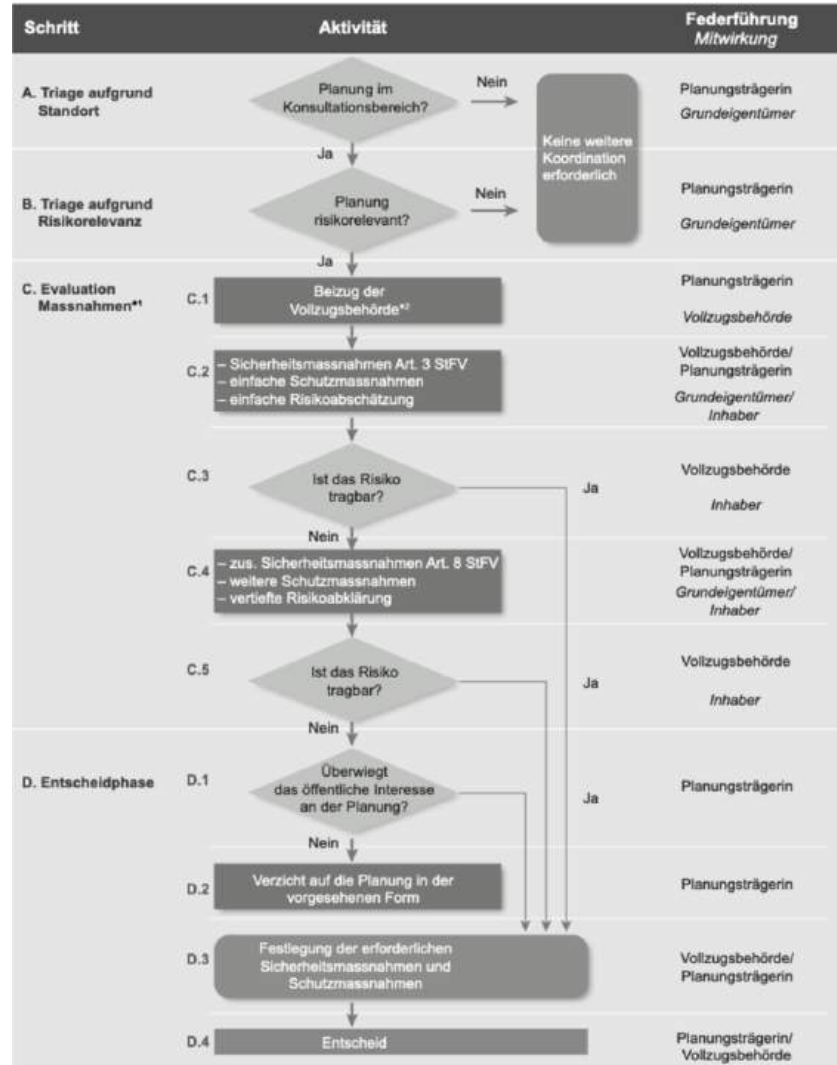 Schritt
Aktivität
Federführung
Mitwirkung
A. Triage aufgrund
Standort
Planung im
Konsultationsbereich?
Nein
Keine weitere
Koordination
erforderlich
Planungsträgerin
Grundeigentümer
Ja
B. Triage aufgrund
Risikorelevanz
Planung
risikorelevant?
Nein
Planungsträgerin
Grundeigentümer
Ja
C. Evaluation
Massnahmen*¹
C.1
Beizug der
Vollzugsbehörde*²
Planungsträgerin
Vollzugsbehörde
C.2
– Sicherheitsmassnahmen Art. 3 StFV
– einfache Schutzmassnahmen
– einfache Risikoabschätzung
Vollzugsbehörde/
Planungsträgerin
Grundeigentümer/
Inhaber
C.3
Ist das Risiko
tragbar?
Ja
Vollzugsbehörde
Inhaber
Nein
C.4
– zus. Sicherheitsmassnahmen Art. 8 StFV
– weitere Schutzmassnahmen
– vertiefte Risikoabklärung
Vollzugsbehörde/
Planungsträgerin
Grundeigentümer/
Inhaber
C.5
Ist das Risiko
tragbar?
Ja
Vollzugsbehörde
Inhaber
Nein
D. Entscheidphase
D.1
Überwiegt
das öffentliche Interesse
an der Planung?
Ja
Planungsträgerin
Nein
D.2
Verzicht auf die Planung in der
vorgesehenen Form
Planungsträgerin
D.3
Festlegung der erforderlichen
Sicherheitsmassnahmen und
Schutzmassnahmen
Vollzugsbehörde/
Planungsträgerin
D.4
Entscheid
Planungsträgerin/
Vollzugsbehörde